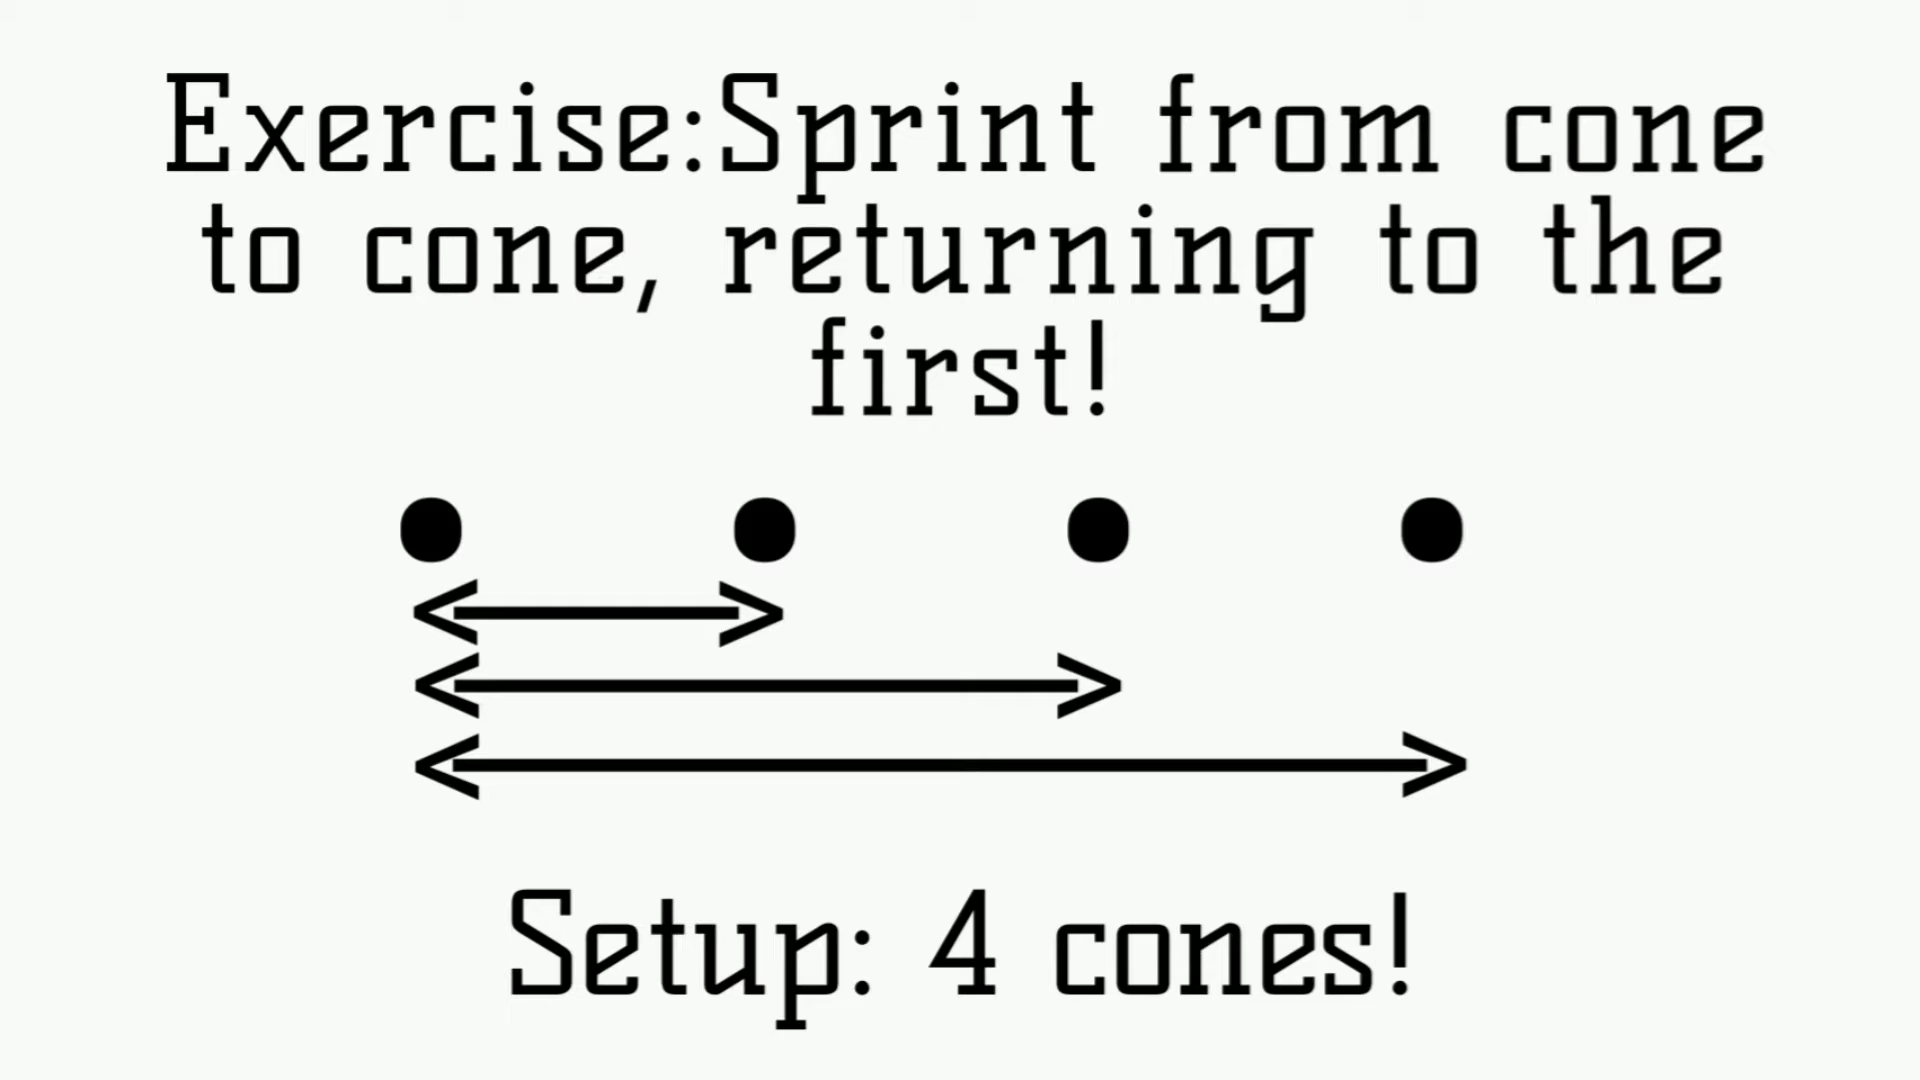 Exercise:Sprint from cone
to cone, returning to the
first!
Setup: 4 cones!